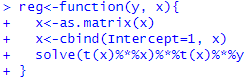 > reg<-function(y, x){
+   x<-as.matrix(x)
+   x<-cbind(Intercept=1, x)
+   solve(t(x)%*%x)%*%t(x)%*%y
+ }